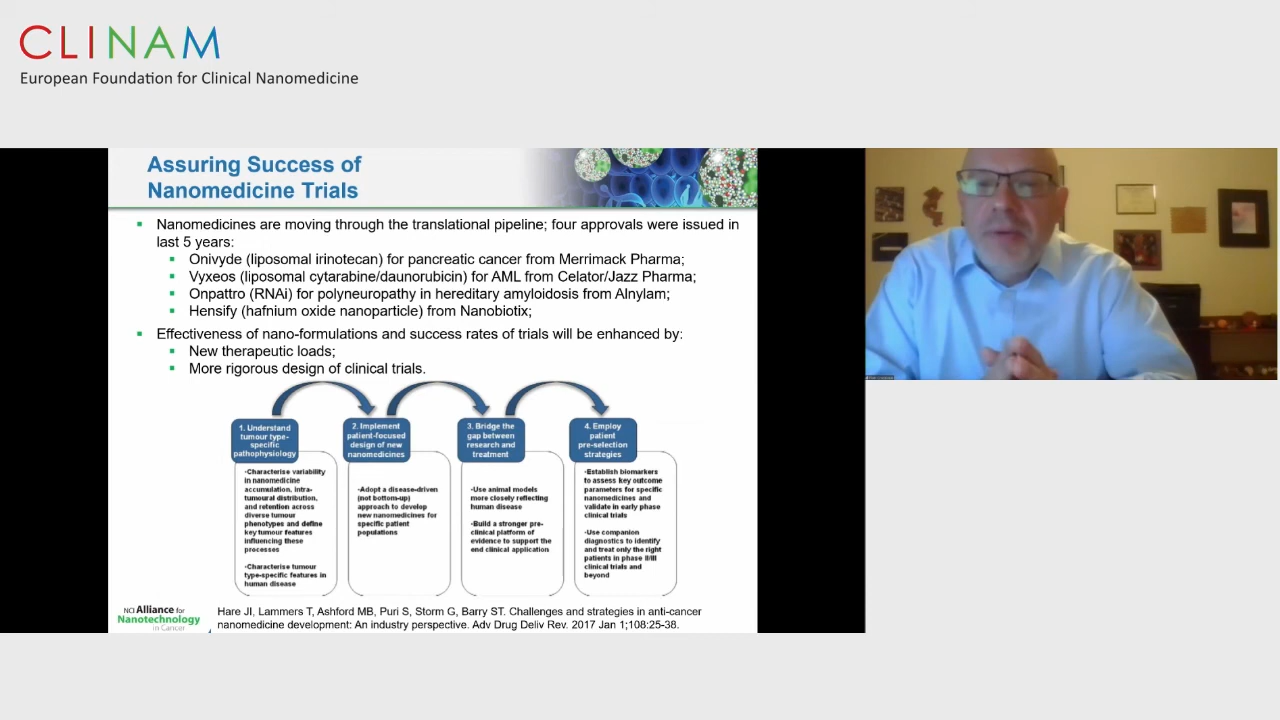 CLINAM
European Foundation for Clinical Nanomedicine
Assuring Success of
Nanomedicine Trials
Nanomedicines are moving through the translational pipeline; four approvals were issued in
last 5 years:
Onivyde (liposomal irinotecan) for pancreatic cancer from Merrimack Pharma;
Vyxeos (liposomal cytarabine/daunorubicin) for AML from Celator/Jazz Pharma;
Onpattro (RNAi) for polyneuropathy in hereditary amyloidosis from Alnylam;
Hensify (hafnium oxide nanoparticle) from Nanobiotix;
Effectiveness of nano-formulations and success rates of trials will be enhanced by:
New therapeutic loads;
More rigorous design of clinical trials.
1. Understand
tumour type-
specific
pathophysiology
•Characterise variability
in nanomedicine
accumulation, intra-
tumoural distribution,
and retention across
diverse tumour
phenotypes and define
key tumour features
influencing these
processes
•Characterise tumour
type-specific features in
human disease
2. Implement
patient-focused
design of new
nanomedicines
•Adopt a disease-driven
(not bottom-up)
approach to develop
new nanomedicines for
specific patient
populations
3. Bridge the
gap between
research and
treatment
•Use animal models
more closely reflecting
human disease
•Build a stronger pre-
clinical platform of
evidence to support the
end clinical application
4. Employ
patient
pre-selection
strategies
•Establish biomarkers
to assess key outcome
parameters for specific
nanomedicines and
validate in early phase
clinical trials
•Use companion
diagnostics to identify
and treat only the right
patients in phase II/III
clinical trials and
beyond
NCI Alliance for
Nanotechnology
in Cancer
Hare JI, Lammers T, Ashford MB, Puri S, Storm G, Barry ST. Challenges and strategies in anti-cancer
nanomedicine development: An industry perspective. Adv Drug Deliv Rev. 2017 Jan 1;108:25-38.